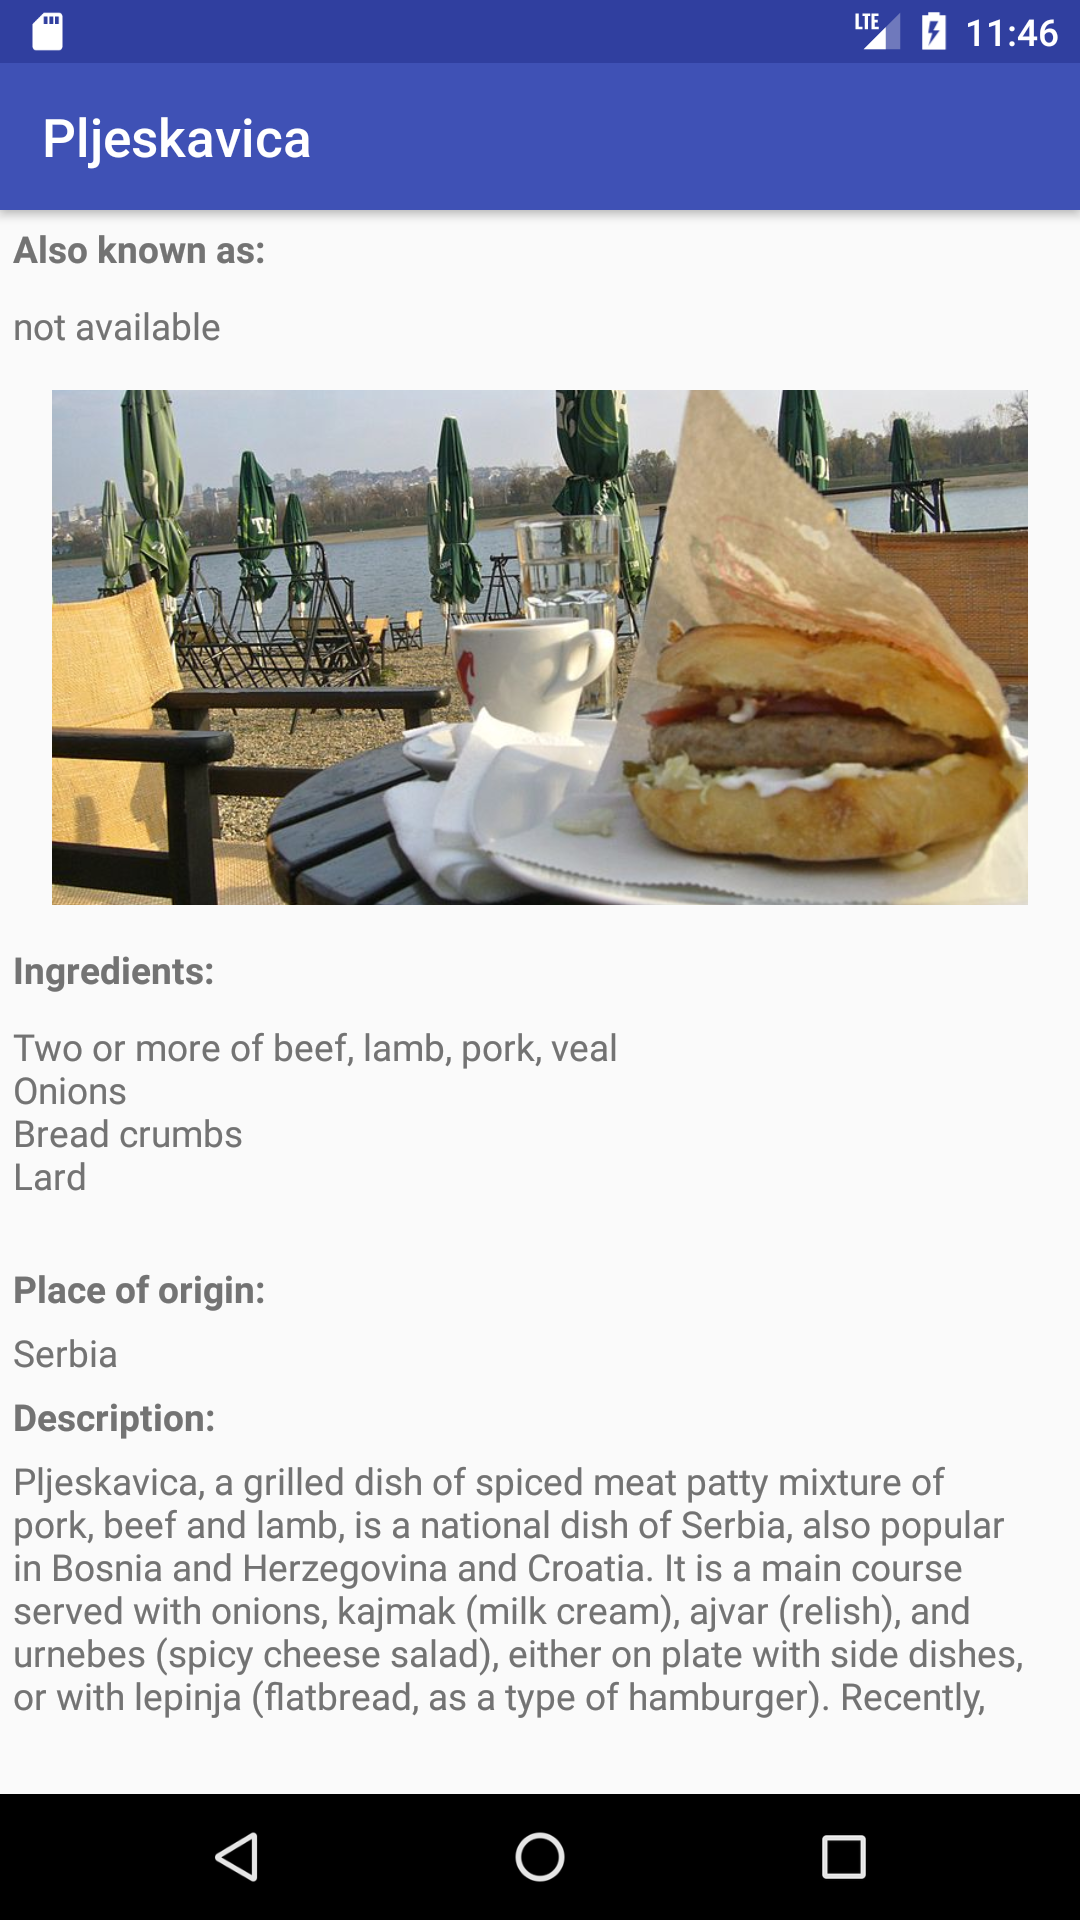 LTE 11:46
Pljeskavica
Also known as:
not available
Ingredients:
Two or more of beef, lamb, pork, veal
Onions
Bread crumbs
Lard
Place of origin:
Serbia
Description:
Pljeskavica, a grilled dish of spiced meat patty mixture of
pork, beef and lamb, is a national dish of Serbia, also popular
in Bosnia and Herzegovina and Croatia. It is a main course
served with onions, kajmak (milk cream), ajvar (relish), and
urnebes (spicy cheese salad), either on plate with side dishes,
or with lepinja (flatbread, as a type of hamburger). Recently,